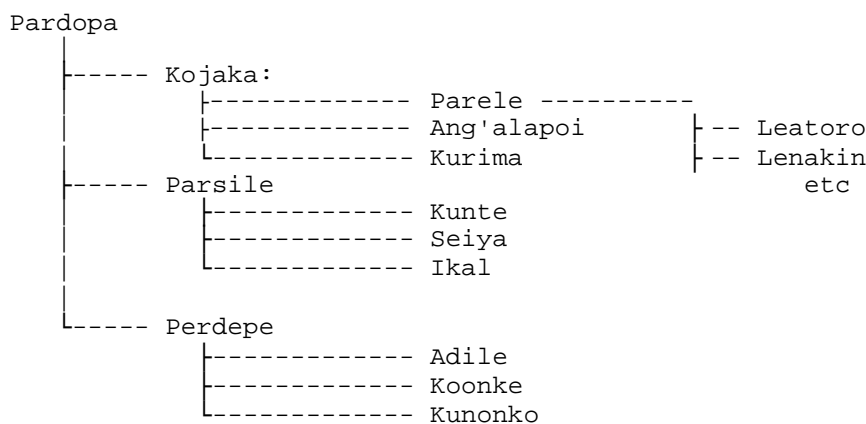 Pardopa
Kojaka:
Parele
Ang'alapoi -- Leatoro
Kurima -- Lenakin
Parsile etc
Kunte
Seiya
Ikal
Perdepe
Adile
Koonke
Kunonko